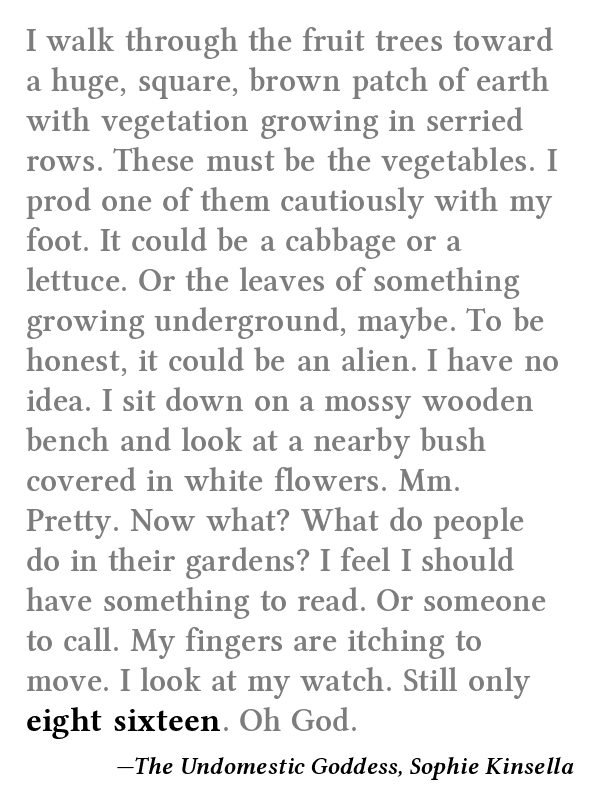 I walk through the fruit trees toward
a huge, square, brown patch of earth
with vegetation growing in serried
rows. These must be the vegetables. I
prod one of them cautiously with my
foot. It could be a cabbage or a
lettuce. Or the leaves of something
growing underground, maybe. To be
honest, it could be an alien. I have no
idea. I sit down on a mossy wooden
bench and look at a nearby bush
covered in white flowers. Mm.
Pretty. Now what? What do people
do in their gardens? I feel I should
have something to read. Or someone
to call. My fingers are itching to
move. I look at my watch. Still only
eight sixteen. Oh God.
—The Undomestic Goddess, Sophie Kinsella